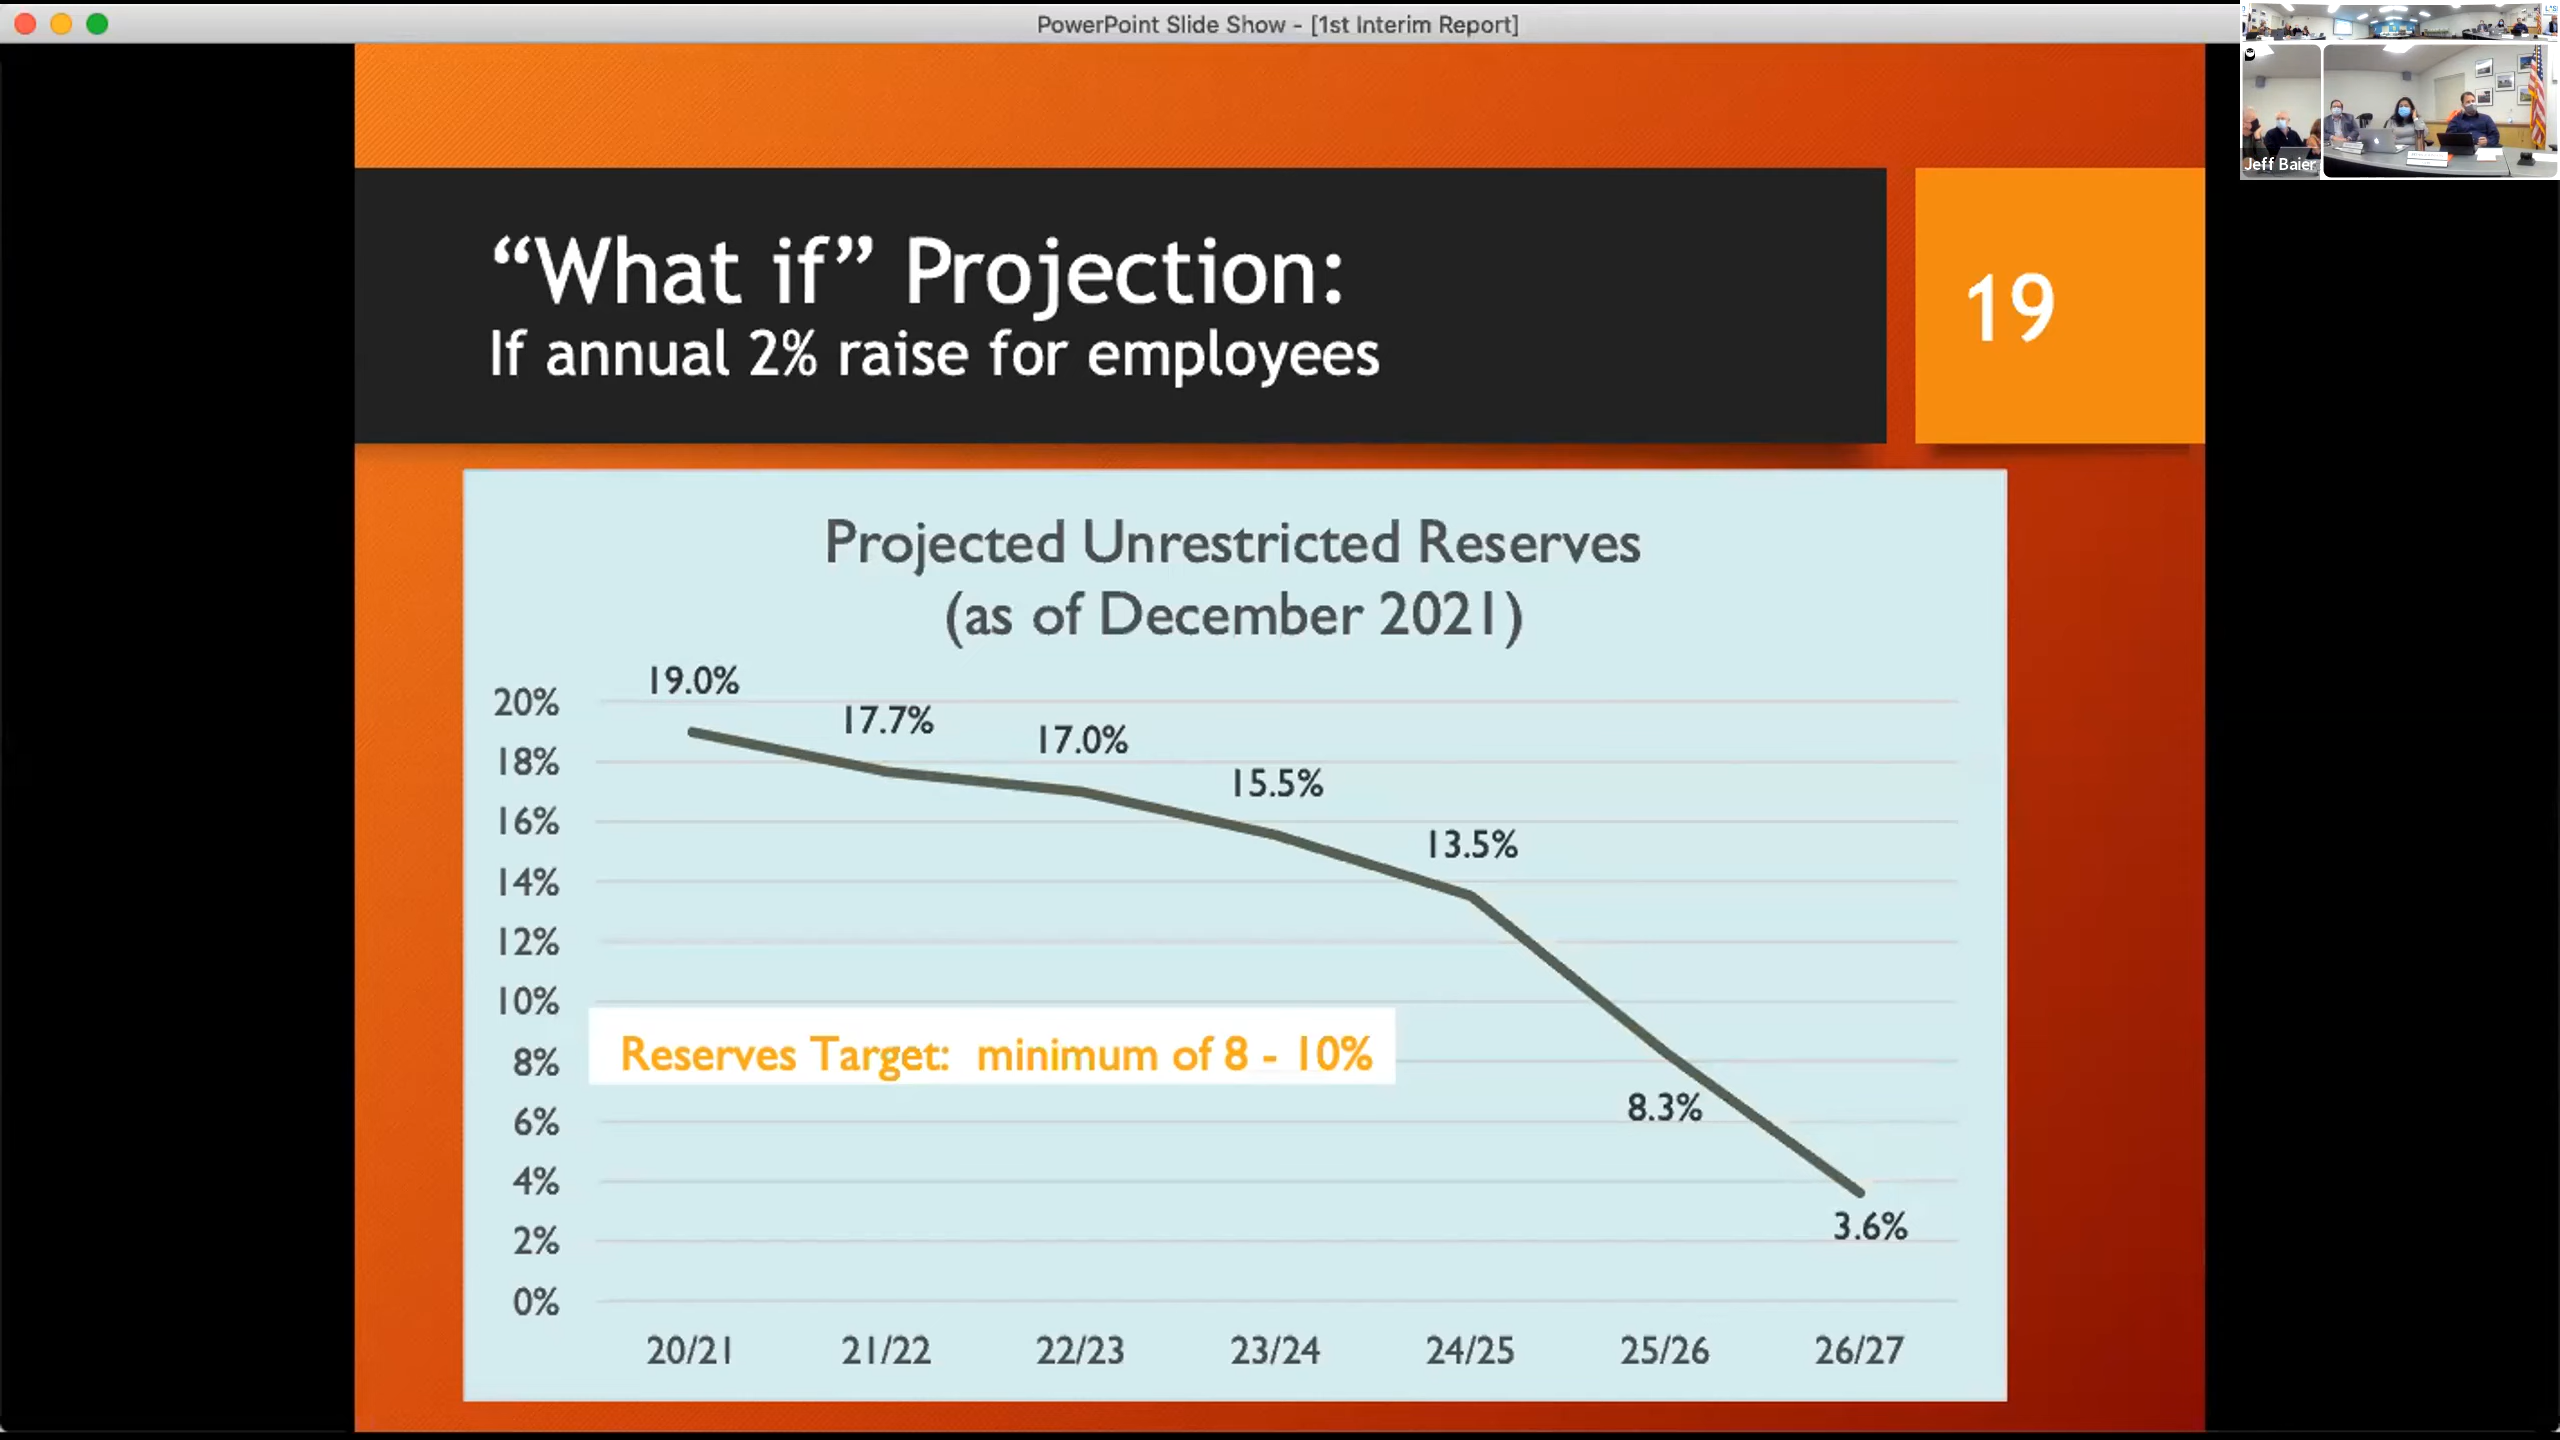 PowerPoint Slide Show - [1st Interim Report]
Jeff Baier
“What if” Projection:
If annual 2% raise for employees
19
Projected Unrestricted Reserves
(as of December 2021)
20%
18%
16%
14%
12%
10%
8%
6%
4%
2%
0%
19.0%
17.7%
17.0%
15.5%
13.5%
8.3%
3.6%
Reserves Target: minimum of 8 - 10%
20/21 21/22 22/23 23/24 24/25 25/26 26/27